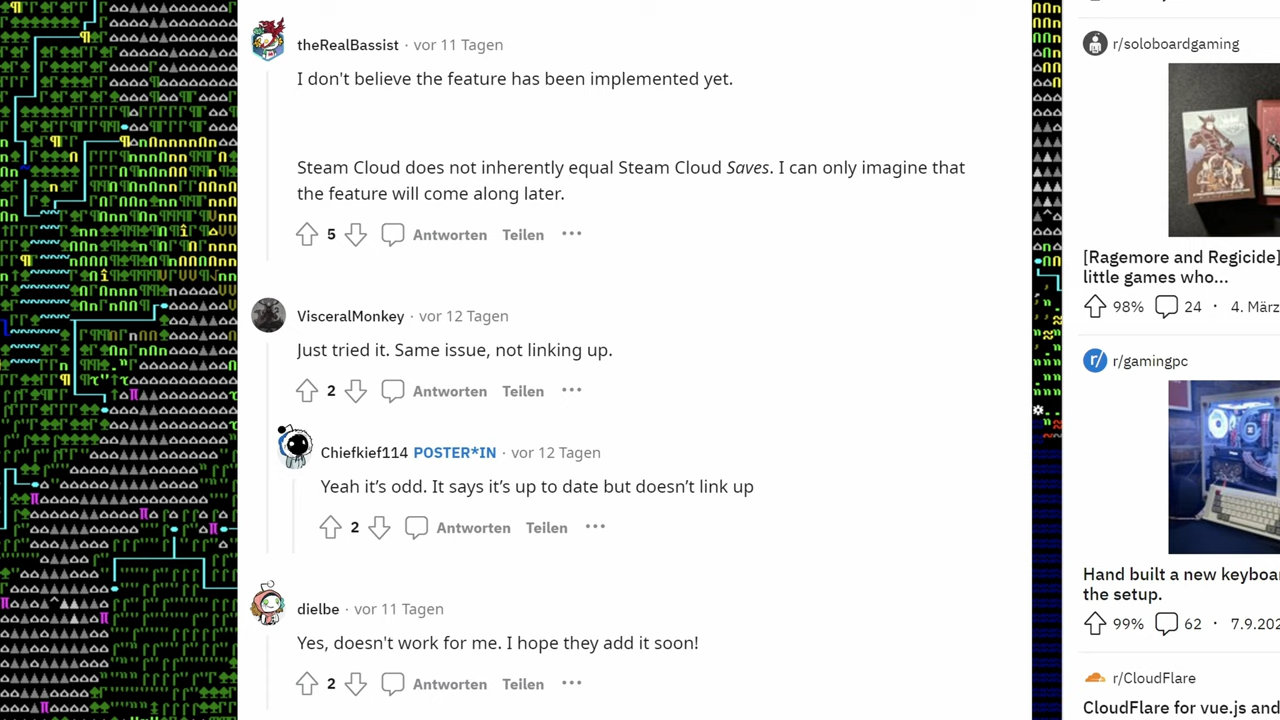 theRealBassist · vor 11 Tagen
I don't believe the feature has been implemented yet.
Steam Cloud does not inherently equal Steam Cloud Saves. I can only imagine that
the feature will come along later.
5 Antworten Teilen
VisceralMonkey · vor 12 Tagen
Just tried it. Same issue, not linking up.
2 Antworten Teilen
Chiefkief114 POSTER*IN · vor 12 Tagen
Yeah it’s odd. It says it’s up to date but doesn’t link up
2 Antworten Teilen
dielbe · vor 11 Tagen
Yes, doesn't work for me. I hope they add it soon!
2 Antworten Teilen
r/soloboardgaming
[Ragemore and Regicide]
little games who...
98% 24 · 4. März
r/gamingpc
Hand built a new keyboa
the setup.
99% 62 · 7.9.202
r/CloudFlare
CloudFlare for vue.js and